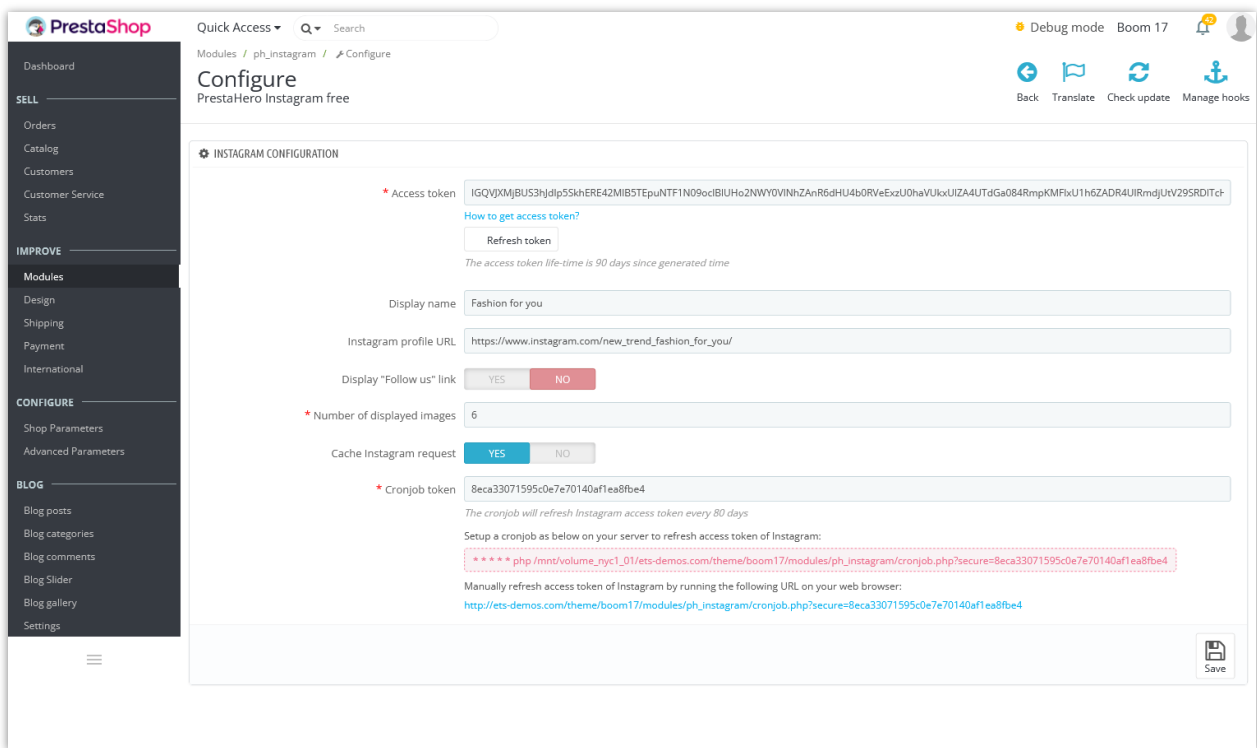 PrestaShop
Quick Access
Search
Debug mode
Boom 17
Modules / ph_instagram / Configure
Configure
PrestaHero Instagram free
Back
Translate
Check update
Manage hooks
Dashboard
SELL
Orders
Catalog
Customers
Customer Service
Stats
IMPROVE
Modules
Design
Shipping
Payment
International
CONFIGURE
Shop Parameters
Advanced Parameters
BLOG
Blog posts
Blog categories
Blog comments
Blog Slider
Blog gallery
Settings
INSTAGRAM CONFIGURATION
* Access token
How to get access token?
Refresh token
The access token life-time is 90 days since generated time
Display name Fashion for you
Instagram profile URL https://www.instagram.com/new_trend_fashion_for_you/
Display "Follow us" link YES NO
* Number of displayed images 6
Cache Instagram request YES NO
* Cronjob token 8eca33071595c0e7e70140af1ea8fbe4
The cronjob will refresh Instagram access token every 80 days
Setup a cronjob as below on your server to refresh access token of Instagram:
* * * * * php /mnt/volume_nyc1_01/ets-demos.com/theme/boom17/modules/ph_instagram/cronjob.php?secure=8eca33071595c0e7e70140af1ea8fbe4
Manually refresh access token of Instagram by running the following URL on your web browser:
http://ets-demos.com/theme/boom17/modules/ph_instagram/cronjob.php?secure=8eca33071595c0e7e70140af1ea8fbe4
Save